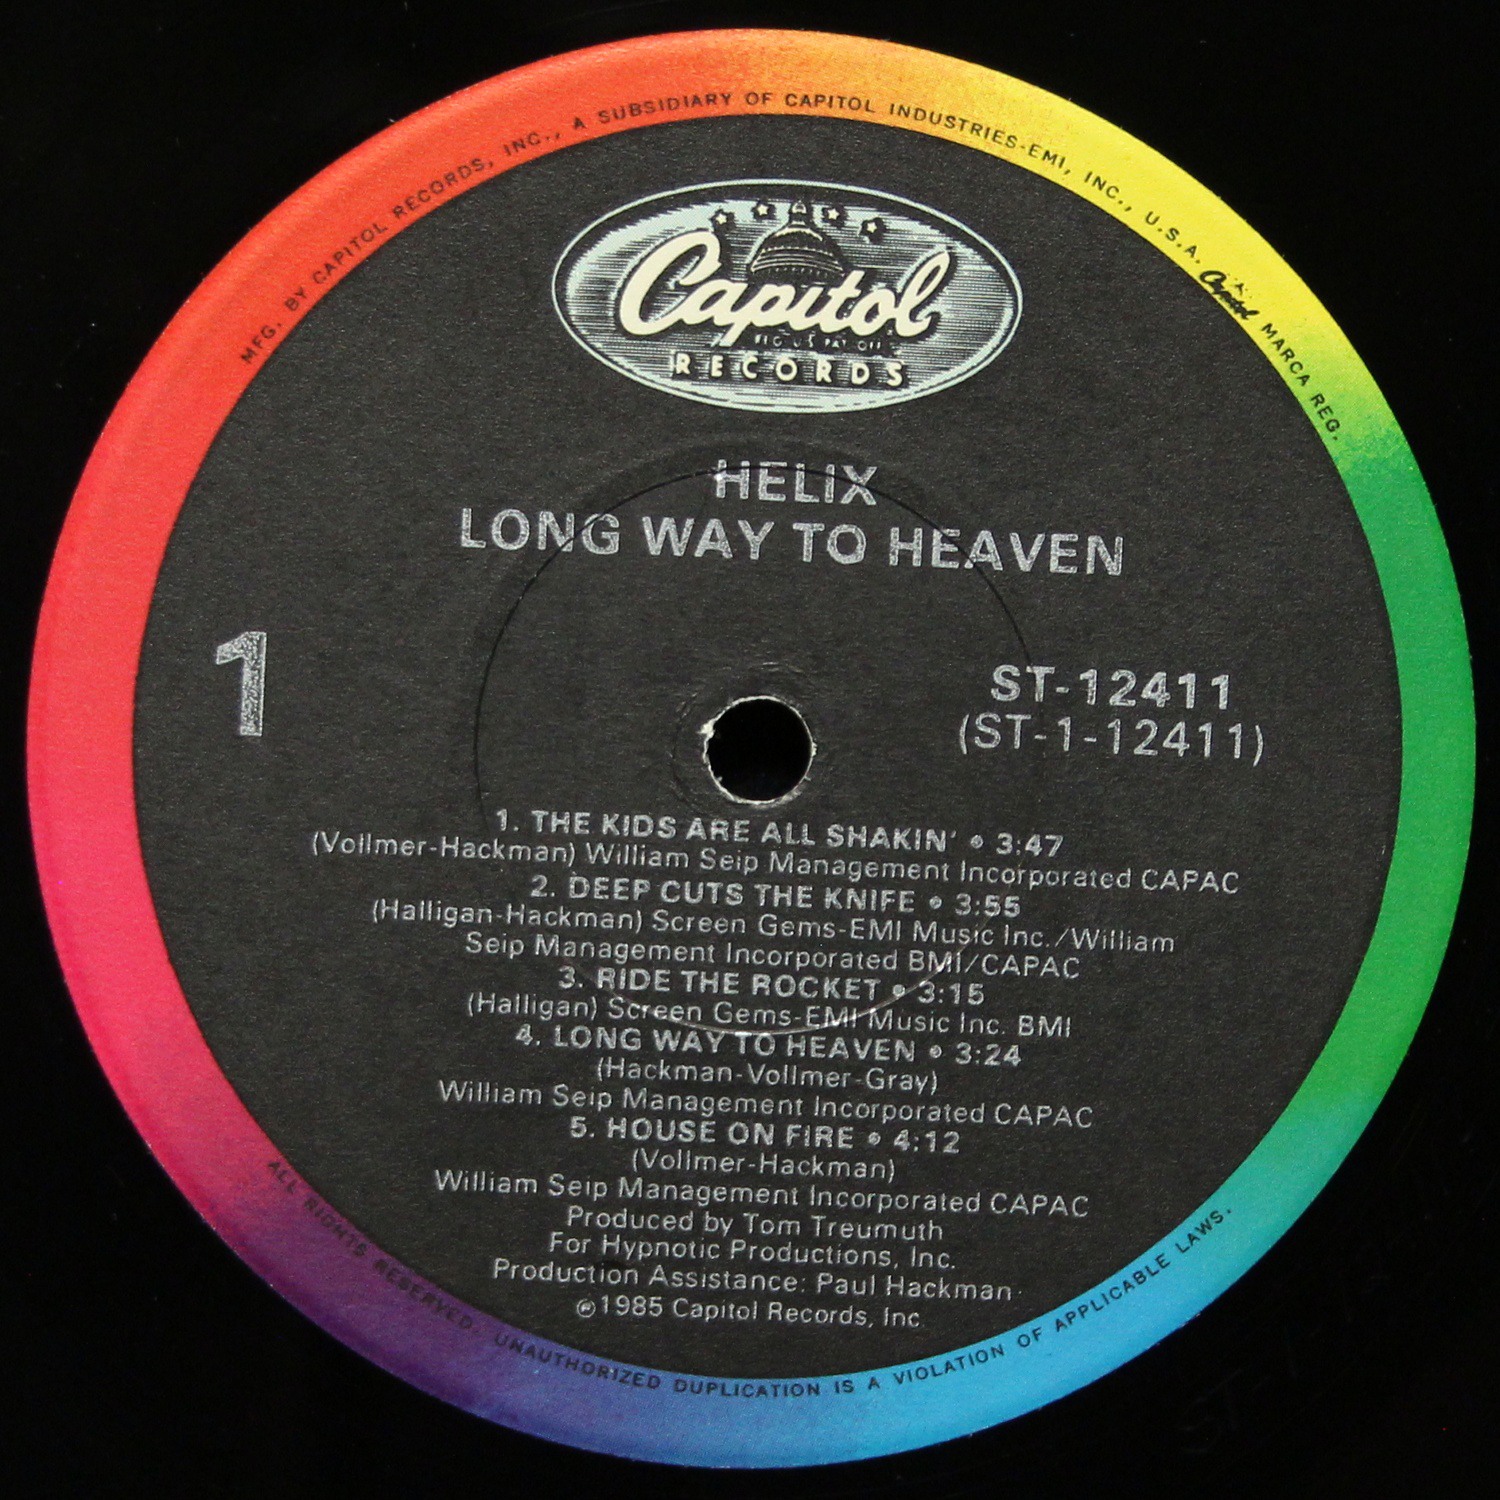 MFG. BY CAPITOL RECORDS, INC., A SUBSIDIARY OF CAPITOL INDUSTRIES-EMI, INC., U.S.A. Capitol MARCA REG.
Capitol
REG. U.S. PAT. OFF.
RECORDS
HELIX
LONG WAY TO HEAVEN
1
ST-12411
(ST-1-12411)
1. THE KIDS ARE ALL SHAKIN' • 3:47
(Vollmer-Hackman) William Seip Management Incorporated CAPAC
2. DEEP CUTS THE KNIFE • 3:55
(Halligan-Hackman) Screen Gems-EMI Music Inc./William
Seip Management Incorporated BMI/CAPAC
3. RIDE THE ROCKET • 3:15
(Halligan) Screen Gems-EMI Music Inc. BMI
4. LONG WAY TO HEAVEN • 3:24
(Hackman-Vollmer-Gray)
William Seip Management Incorporated CAPAC
5. HOUSE ON FIRE • 4:12
(Vollmer-Hackman)
William Seip Management Incorporated CAPAC
Produced by Tom Treumuth
For Hypnotic Productions, Inc.
Production Assistance: Paul Hackman
℗1985 Capitol Records, Inc.
ALL RIGHTS RESERVED. UNAUTHORIZED DUPLICATION IS A VIOLATION OF APPLICABLE LAWS.